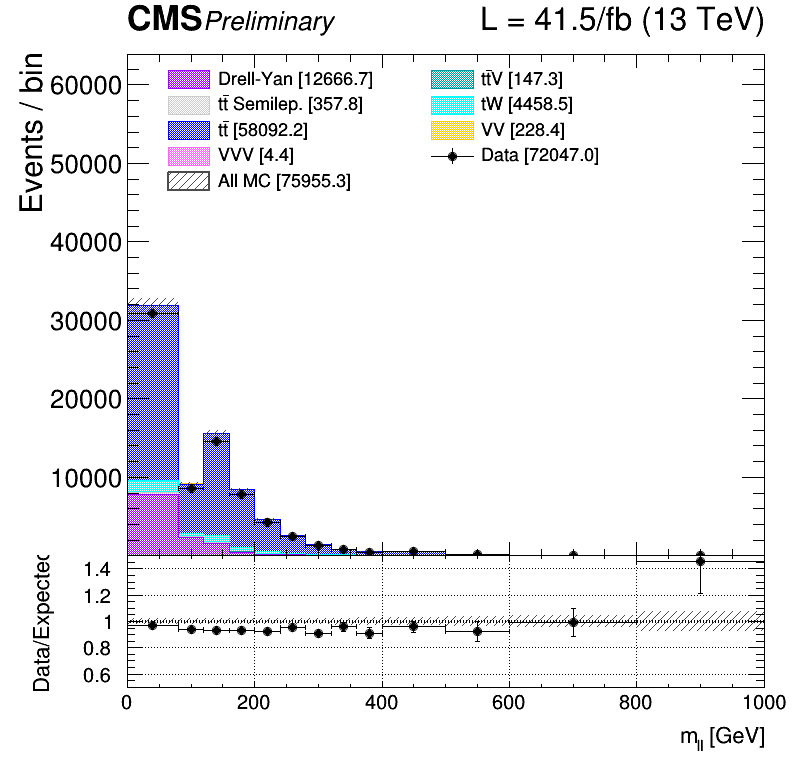 CMS Preliminary L = 41.5/fb (13 TeV)
Events / bin
60000
50000
40000
30000
20000
10000
Drell-Yan [12666.7]
tt̄ Semilep. [357.8]
tt̄ [58092.2]
VVV [4.4]
All MC [75955.3]
tt̄V [147.3]
tW [4458.5]
VV [228.4]
Data [72047.0]
Data/Expected
1.4
1.2
1
0.8
0.6
0 200 400 600 800 1000
m_ll [GeV]